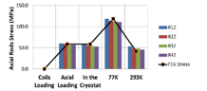 Axial Rods Stress (MPa)
150.0
100.0
50.0
0.0
Coils Loading
Axial Loading
In the Cryostat
77K
293K
R1Z
R2Z
R3Z
R4Z
FEA Stress